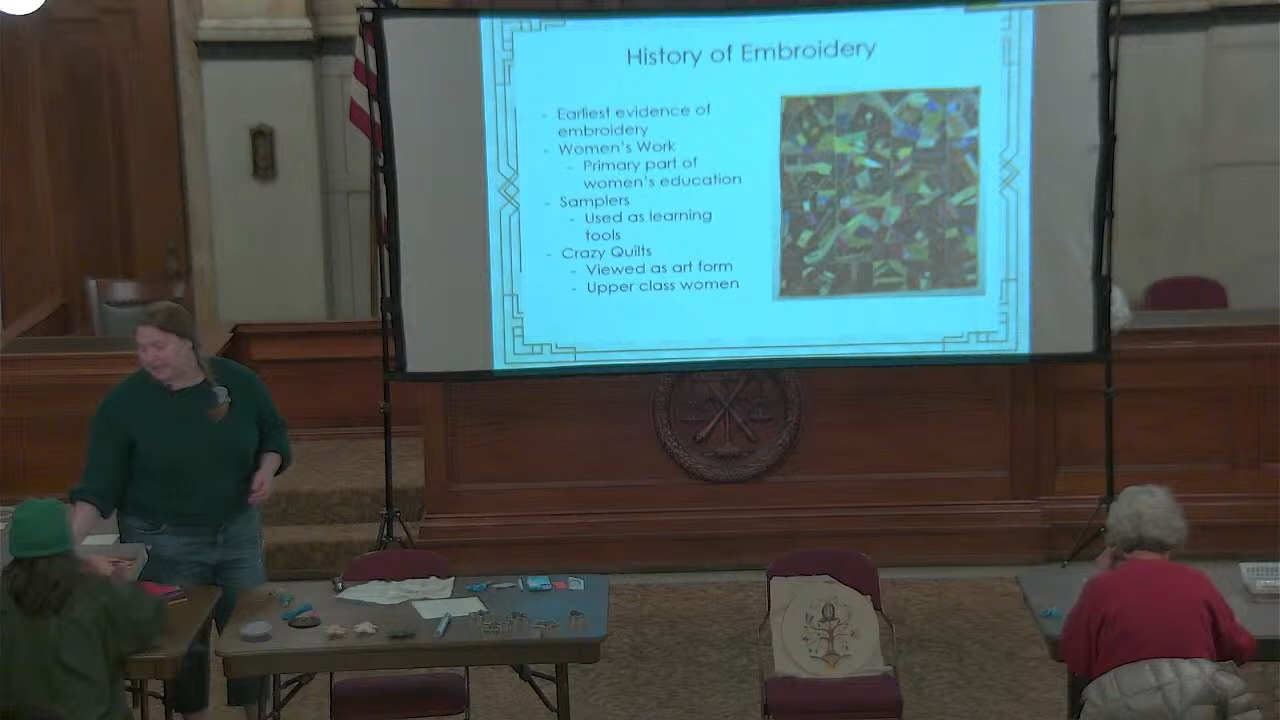 History of Embroidery
- Earliest evidence of
embroidery
- Women's Work
- Primary part of
women's education
- Samplers
- Used as learning
tools
- Crazy Quilts
- Viewed as art form
- Upper class women